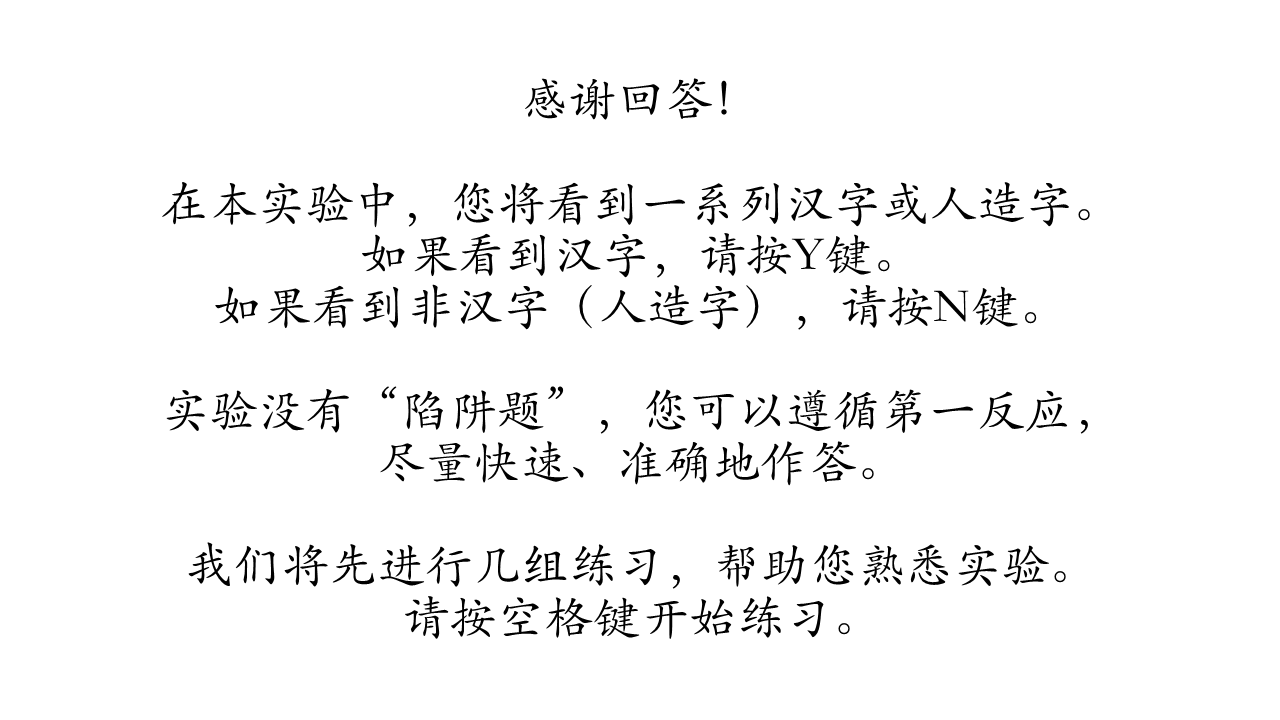 感谢回答！
在本实验中，您将看到一系列汉字或人造字。
如果看到汉字，请按Y键。
如果看到非汉字（人造字），请按N键。
实验没有“陷阱题”，您可以遵循第一反应，
尽量快速、准确地作答。
我们将先进行几组练习，帮助您熟悉实验。
请按空格键开始练习。